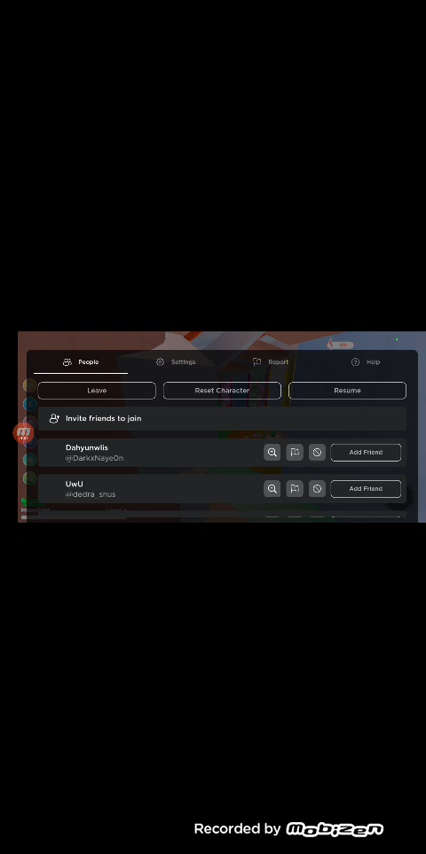 People
Settings
Report
Help
Leave
Reset Character
Resume
Invite friends to join
Dahyunwlis
@DarkxNaye0n
Add Friend
UwU
@dedra_snus
Add Friend
Recorded by mobizen